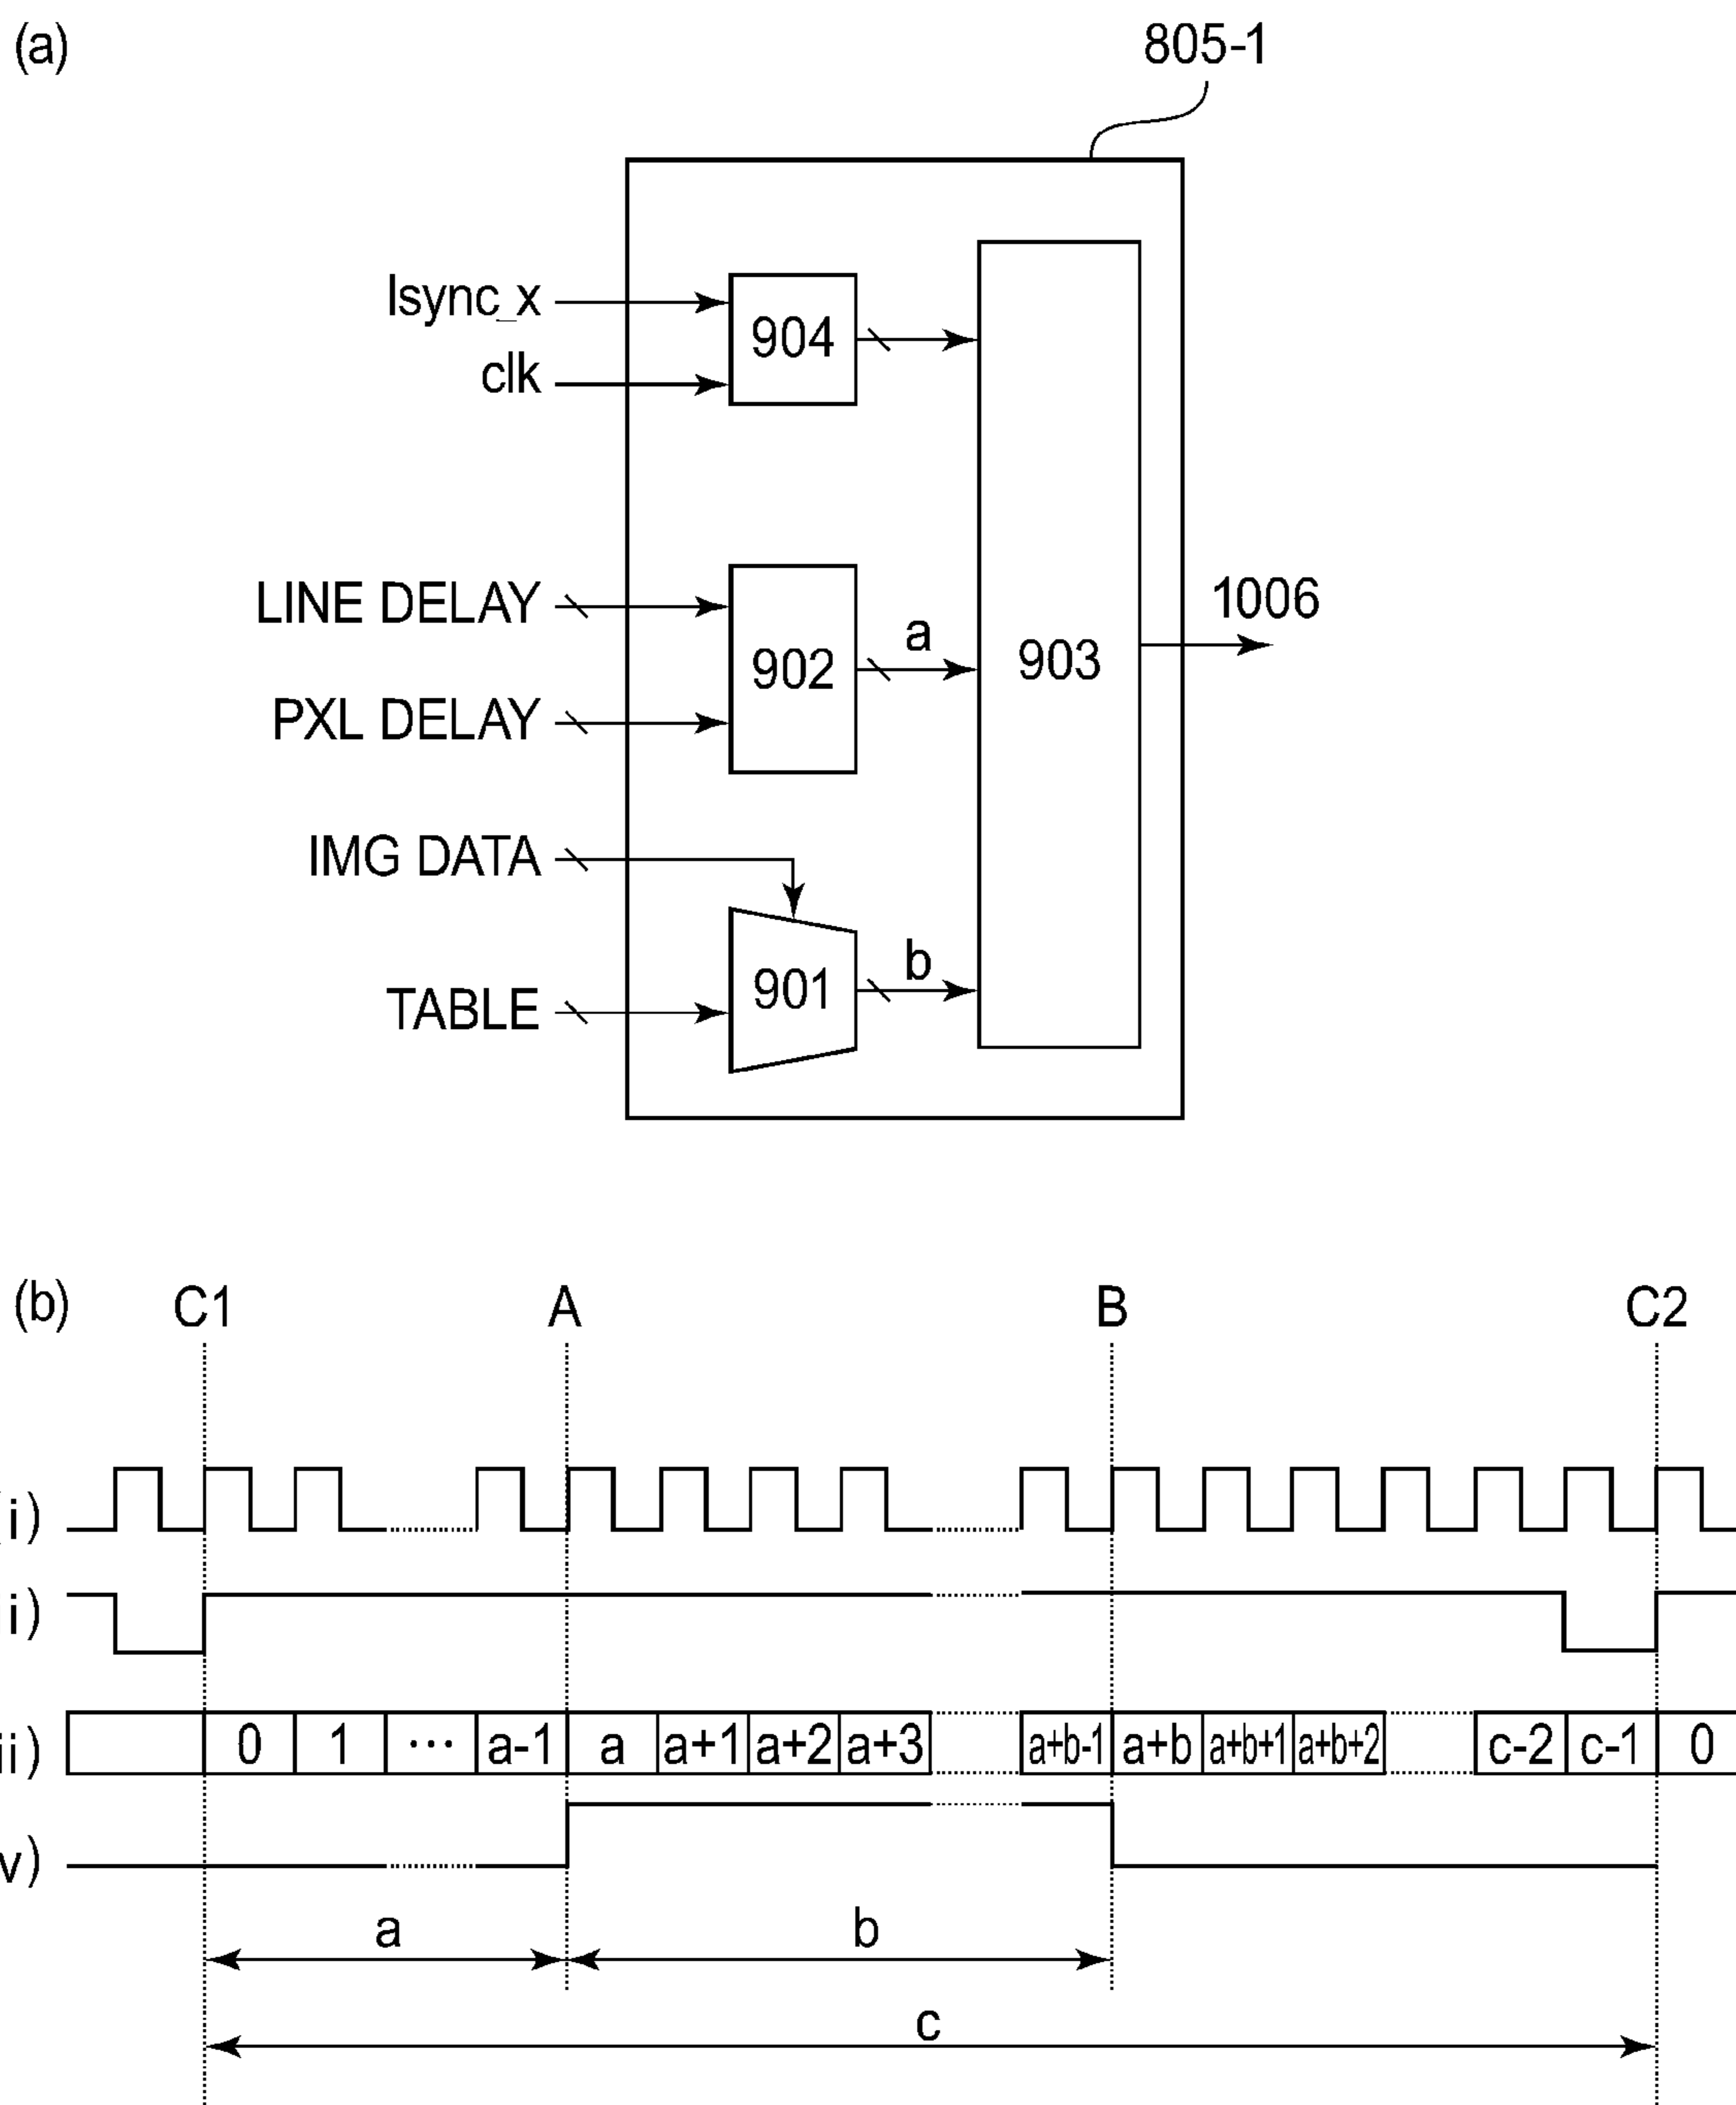 (a)
805-1
lsync_x
904
clk
LINE DELAY
a
1006
902
903
PXL DELAY
IMG DATA
b
901
TABLE
(b)
C1 A B C2
i)
i)
ii) 0 1 ... a-1 a a+1 a+2 a+3 a+b-1 a+b a+b+1 a+b+2 c-2 c-1 0
v)
a b
c